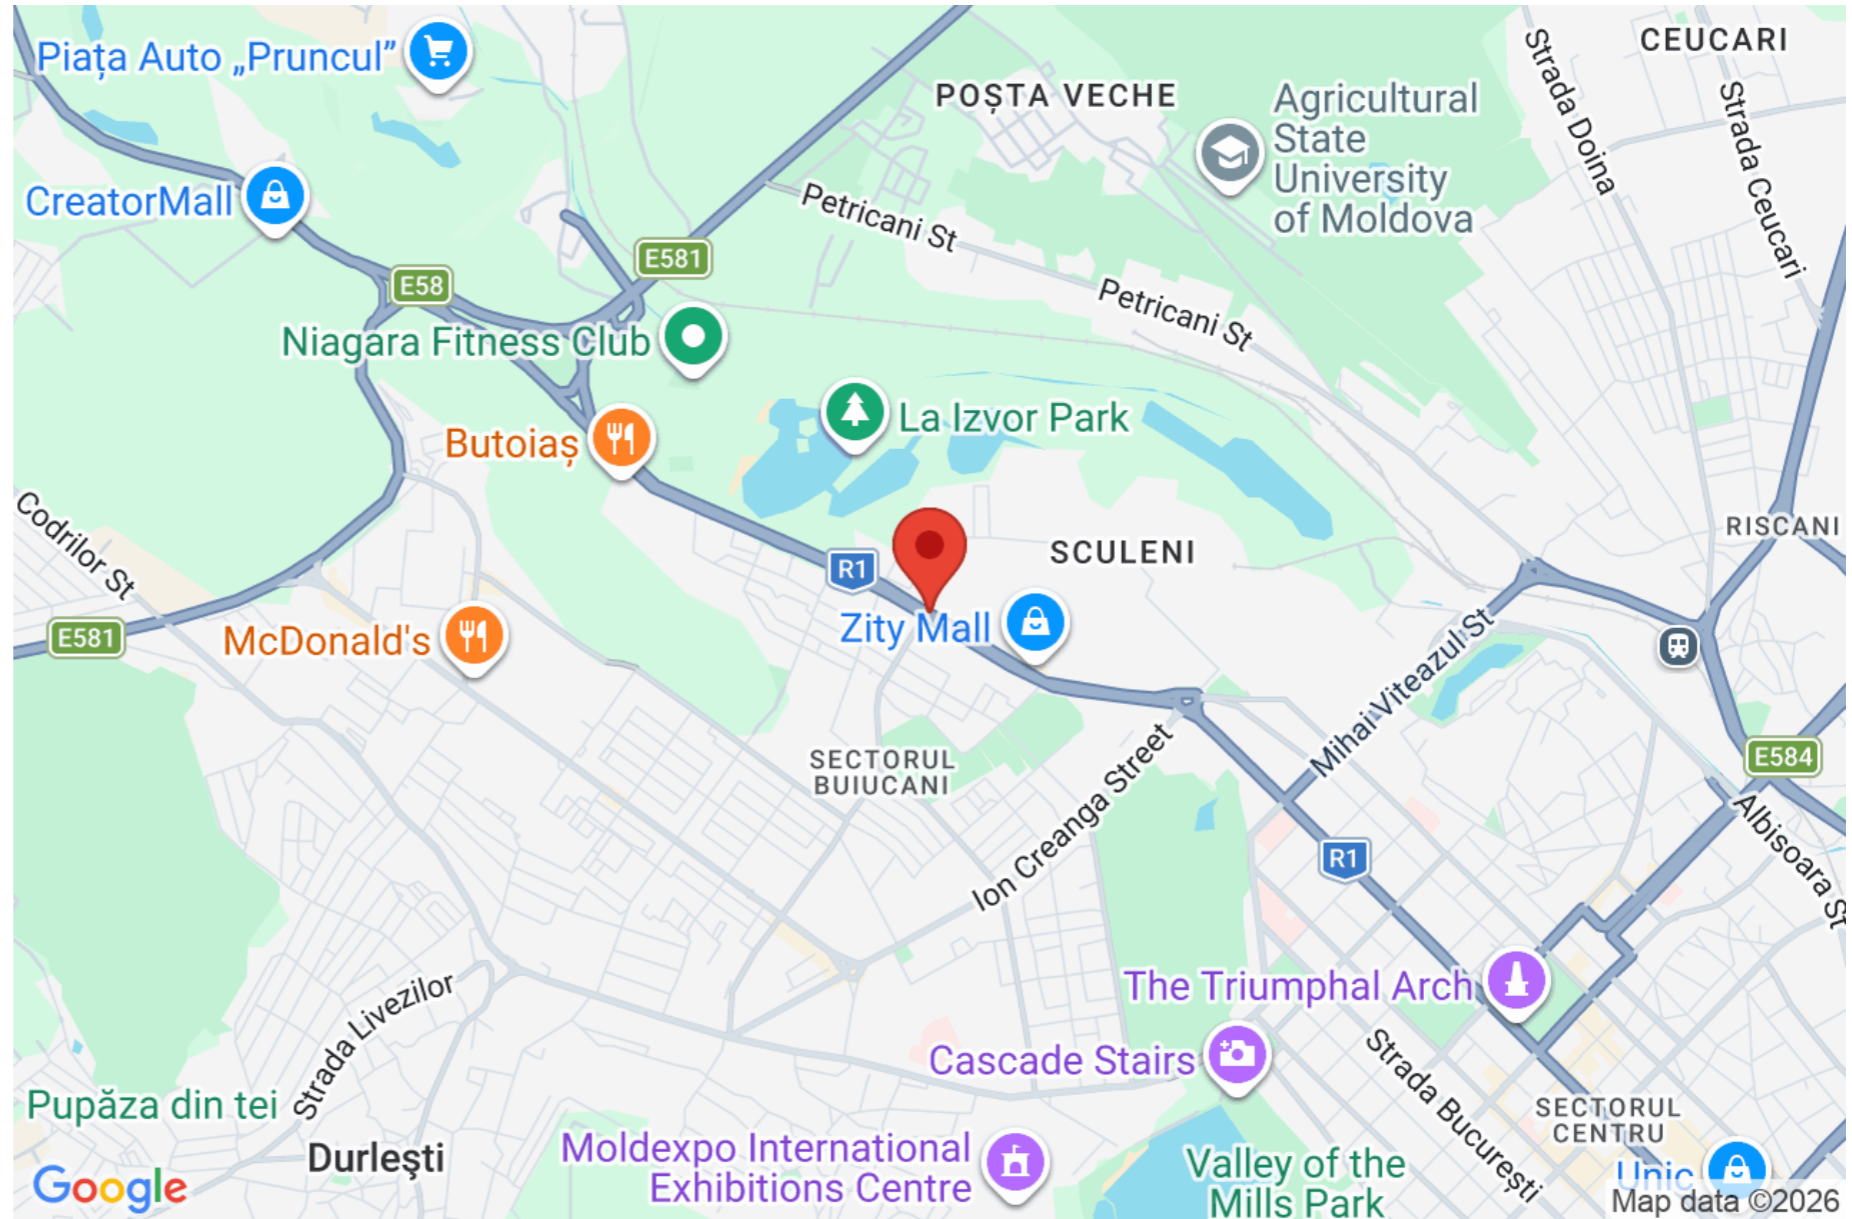 Piața Auto „Pruncul”
CEUCARI
Strada Doina
Strada Ceucari
POȘTA VECHE
Agricultural
State
University
of Moldova
CreatorMall
Petricani St
E581
E58
Petricani St
Niagara Fitness Club
La Izvor Park
Butoiaș
Codrilor St
RISCANI
SCULENI
R1
Zity Mall
E581
McDonald's
Mihai Viteazul St
SECTORUL
BUIUCANI
E584
Ion Creanga Street
Albisoara St
R1
Strada Livezilor
The Triumphal Arch
Cascade Stairs
Strada București
Pupăza din tei
SECTORUL
CENTRU
Durleşti
Moldexpo International
Exhibitions Centre
Valley of the
Mills Park
Unic
Google
Map data ©2026